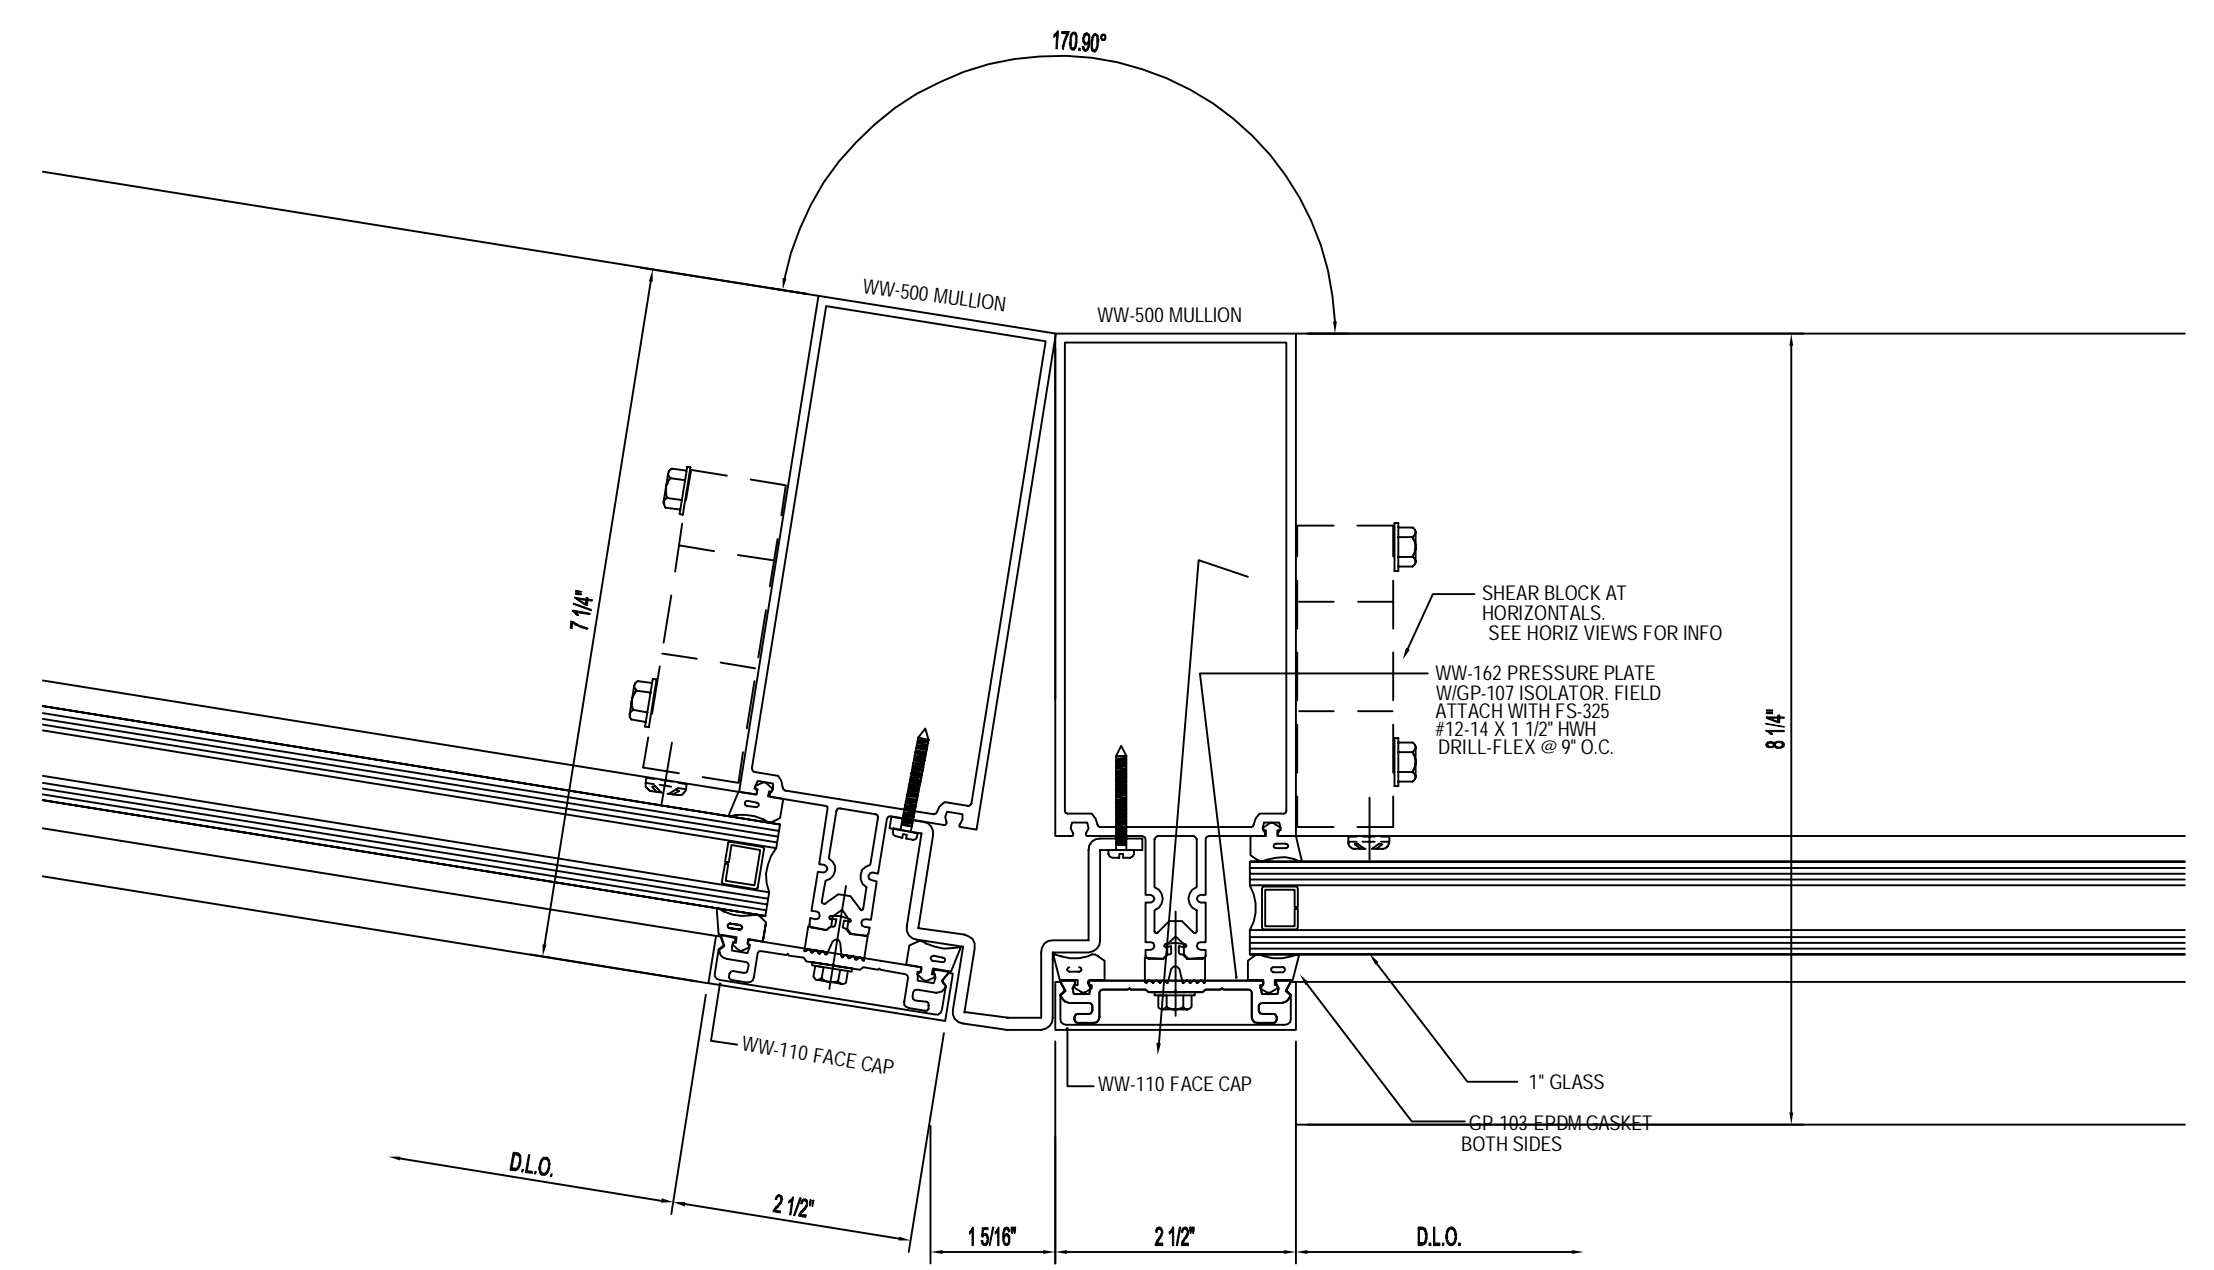 170.90°
WW-500 MULLION
WW-500 MULLION
7 1/4"
SHEAR BLOCK AT
HORIZONTALS.
SEE HORIZ VIEWS FOR INFO
WW-162 PRESSURE PLATE
W/GP-107 ISOLATOR. FIELD
ATTACH WITH FS-325
#12-14 X 1 1/2" HWH
DRILL-FLEX @ 9" O.C.
8 1/4"
WW-110 FACE CAP
WW-110 FACE CAP
1" GLASS
GP-103 EPDM GASKET
BOTH SIDES
D.L.O.
2 1/2"
1 5/16"
2 1/2"
D.L.O.